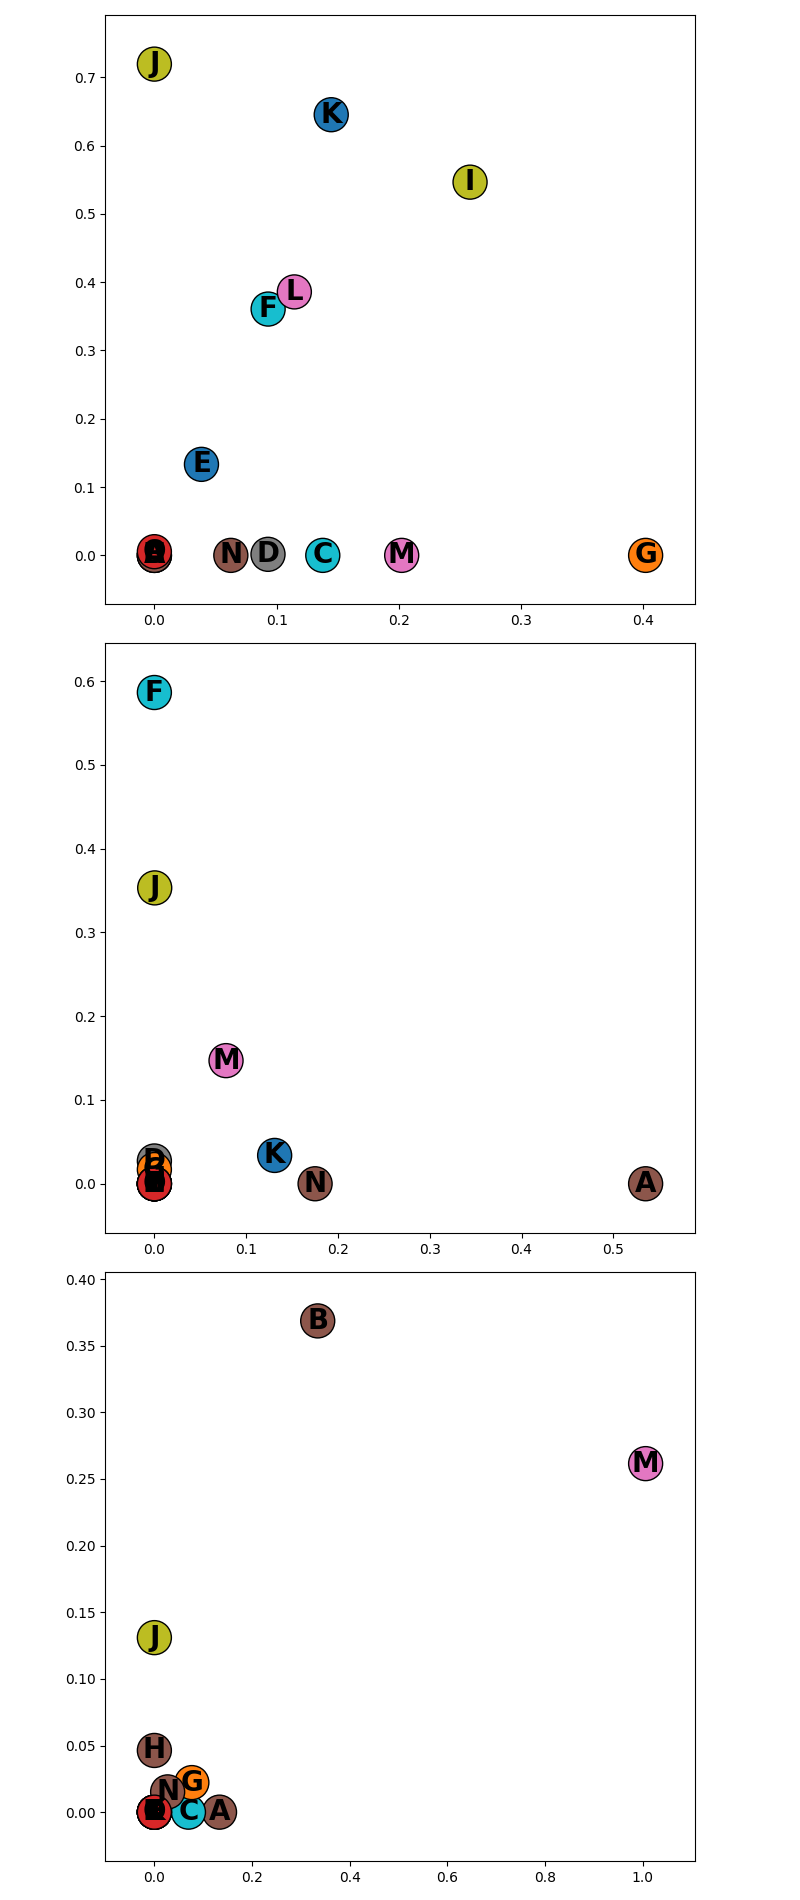 J
0.7
K
0.6
I
0.5
0.4
L
F
0.3
0.2
E
0.1
0.0 N D C M G
0.0 0.1 0.2 0.3 0.4
F
0.6
0.5
0.4
J
0.3
0.2
M
0.1
K
D
0.0 N A
0.0 0.1 0.2 0.3 0.4 0.5
0.40
B
0.35
0.30
M
0.25
0.20
0.15
J
0.10
0.05 H
G
N
0.00 C A
0.0 0.2 0.4 0.6 0.8 1.0